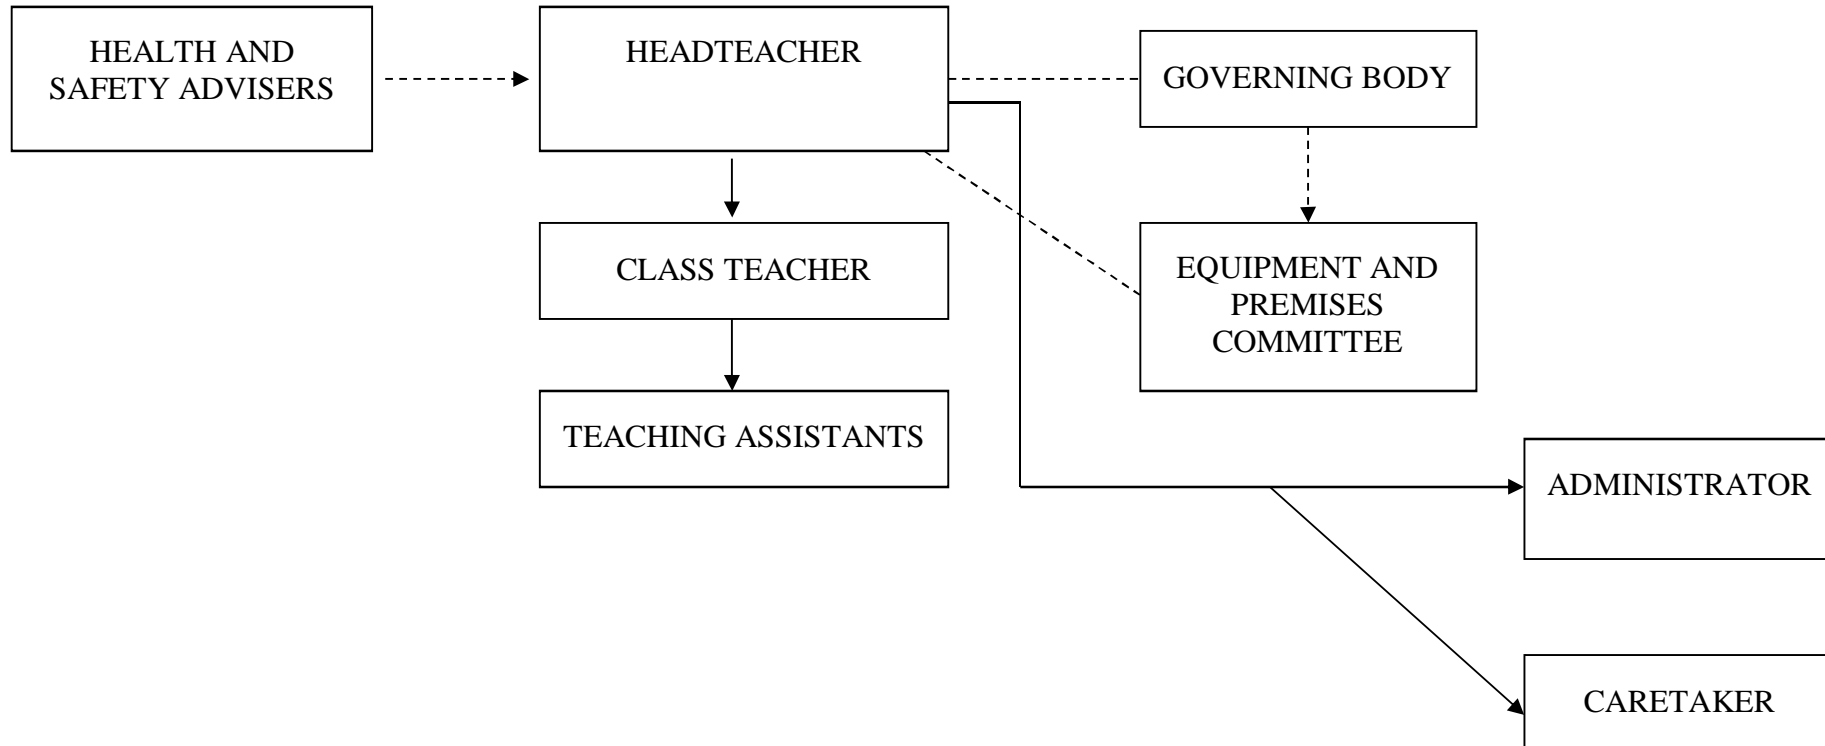 HEALTH AND
SAFETY ADVISERS
HEADTEACHER
GOVERNING BODY
CLASS TEACHER
EQUIPMENT AND
PREMISES
COMMITTEE
TEACHING ASSISTANTS
ADMINISTRATOR
CARETAKER